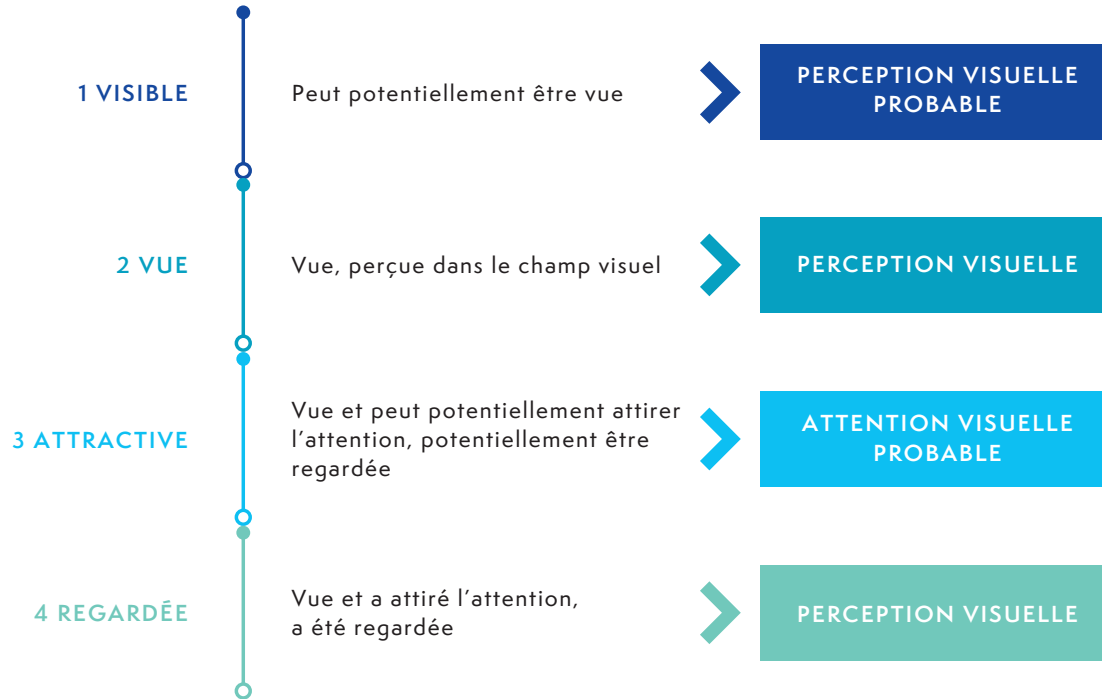 1 VISIBLE
Peut potentiellement être vue
PERCEPTION VISUELLE
PROBABLE
2 VUE
Vue, perçue dans le champ visuel
PERCEPTION VISUELLE
3 ATTRACTIVE
Vue et peut potentiellement attirer
l'attention, potentiellement être
regardée
ATTENTION VISUELLE
PROBABLE
4 REGARDÉE
Vue et a attiré l'attention,
a été regardée
PERCEPTION VISUELLE